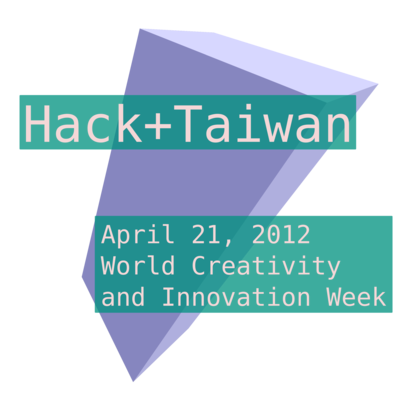 Hack+Taiwan
April 21, 2012
World Creativity
and Innovation Week